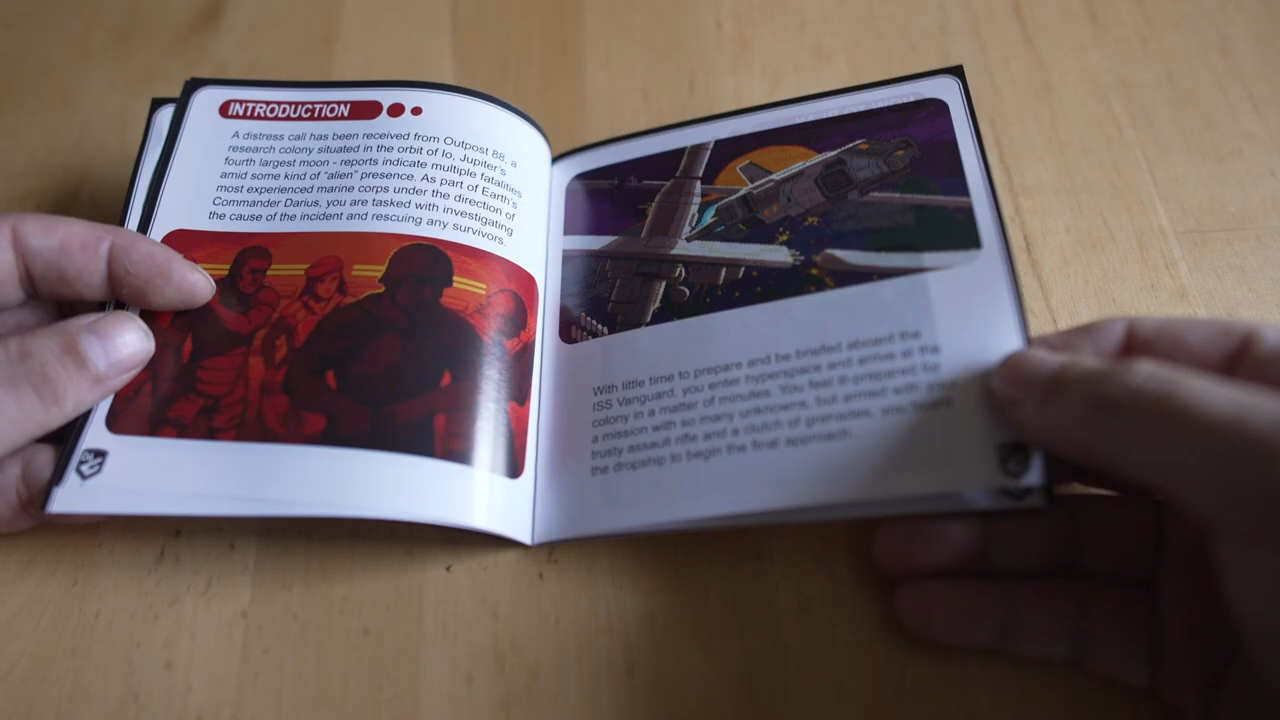 INTRODUCTION
A distress call has been received from Outpost 88, a
research colony situated in the orbit of Io, Jupiter's
fourth largest moon - reports indicate multiple fatalities
amid some kind of "alien" presence. As part of Earth's
most experienced marine corps under the direction of
Commander Darius, you are tasked with investigating
the cause of the incident and rescuing any survivors.
With little time to prepare and be briefed aboard the
ISS Vanguard, you enter hyperspace and arrive at the
colony in a matter of minutes. You feel ill-prepared for
a mission with so many unknowns, but armed with your
trusty assault rifle and a clutch of grenades, you board
the dropship to begin the final approach.